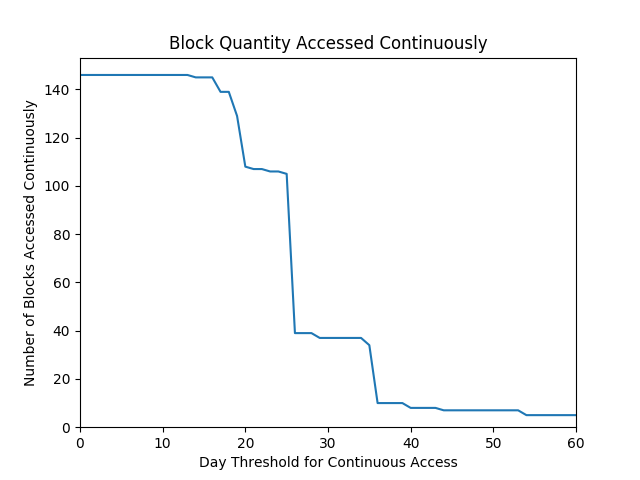 Block Quantity Accessed Continuously
Number of Blocks Accessed Continuously
140
120
100
80
60
40
20
0
0 10 20 30 40 50 60
Day Threshold for Continuous Access